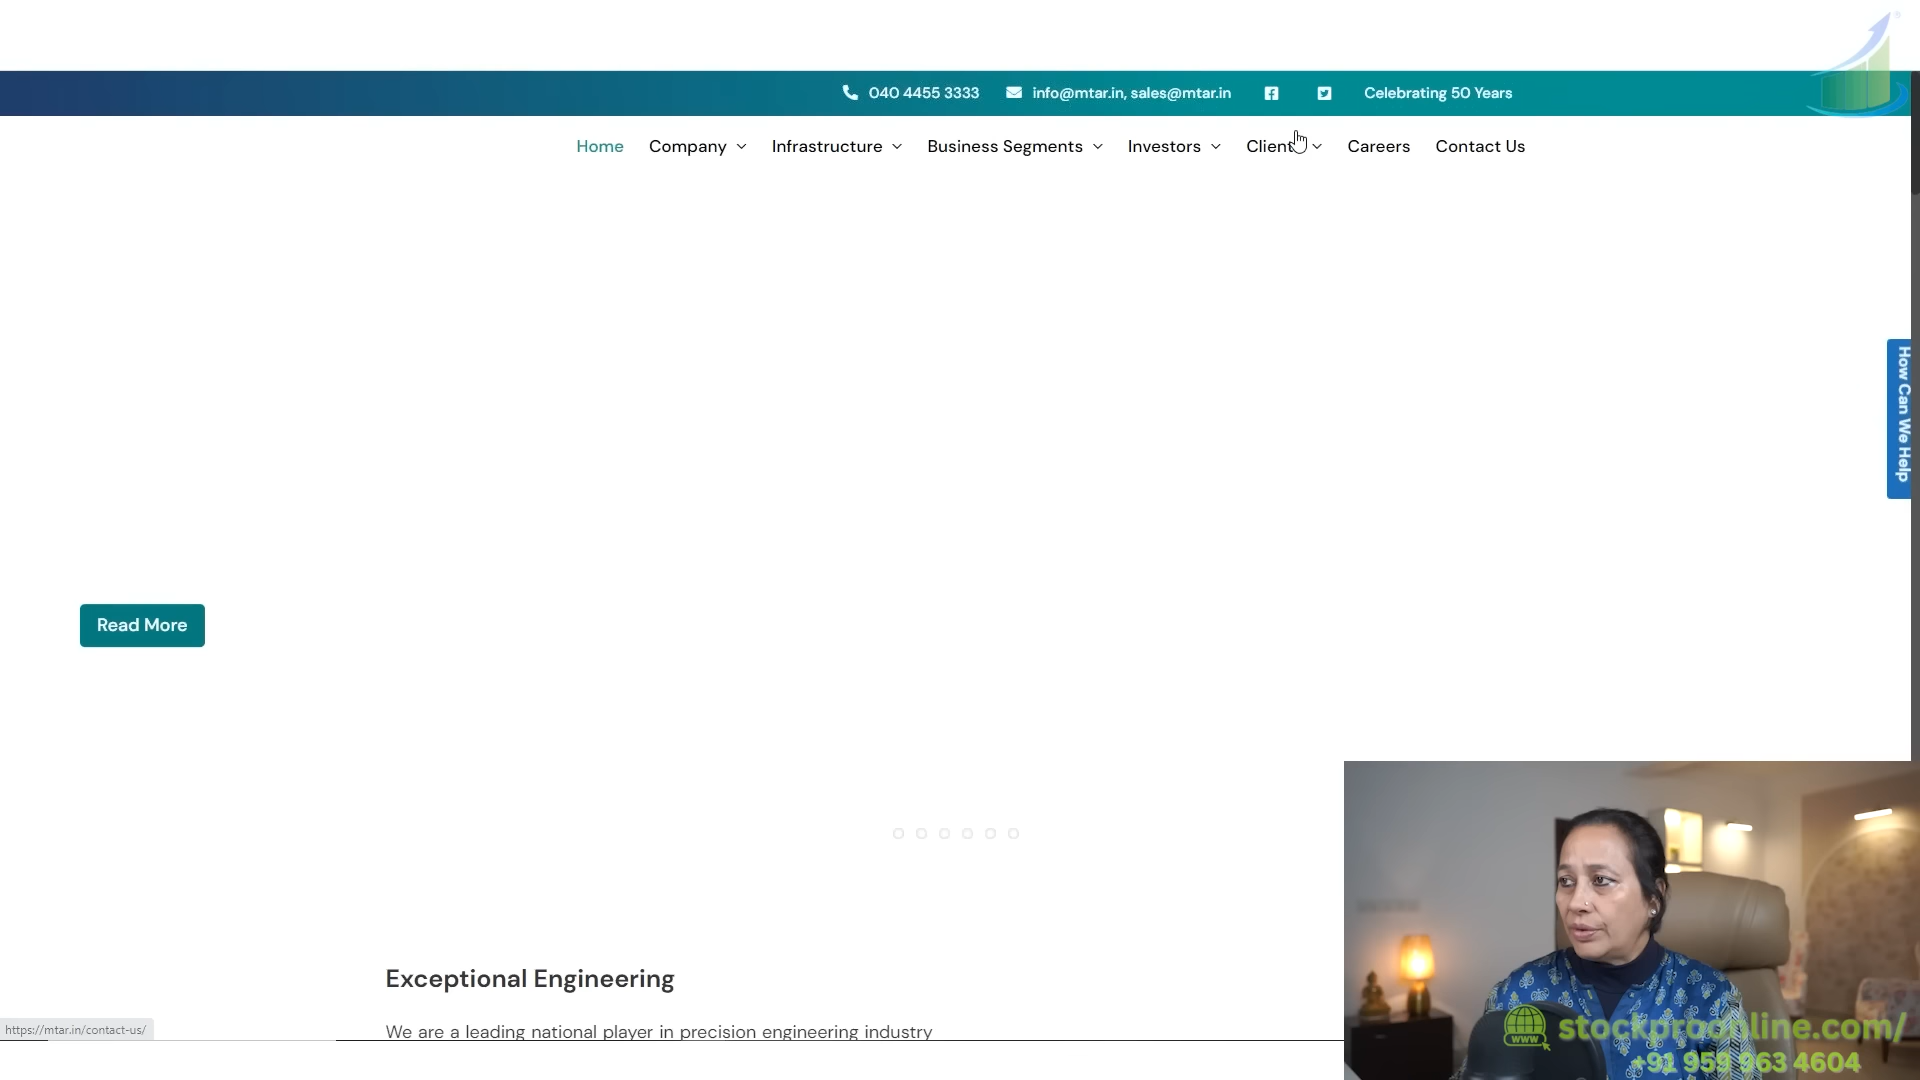 040 4455 3333 info@mtar.in, sales@mtar.in Celebrating 50 Years
Home Company Infrastructure Business Segments Investors Client Careers Contact Us
How Can We Help
Read More
Exceptional Engineering
We are a leading national player in precision engineering industry
https://mtar.in/contact-us/
www
stockproonline.com/
+91 959 963 4604